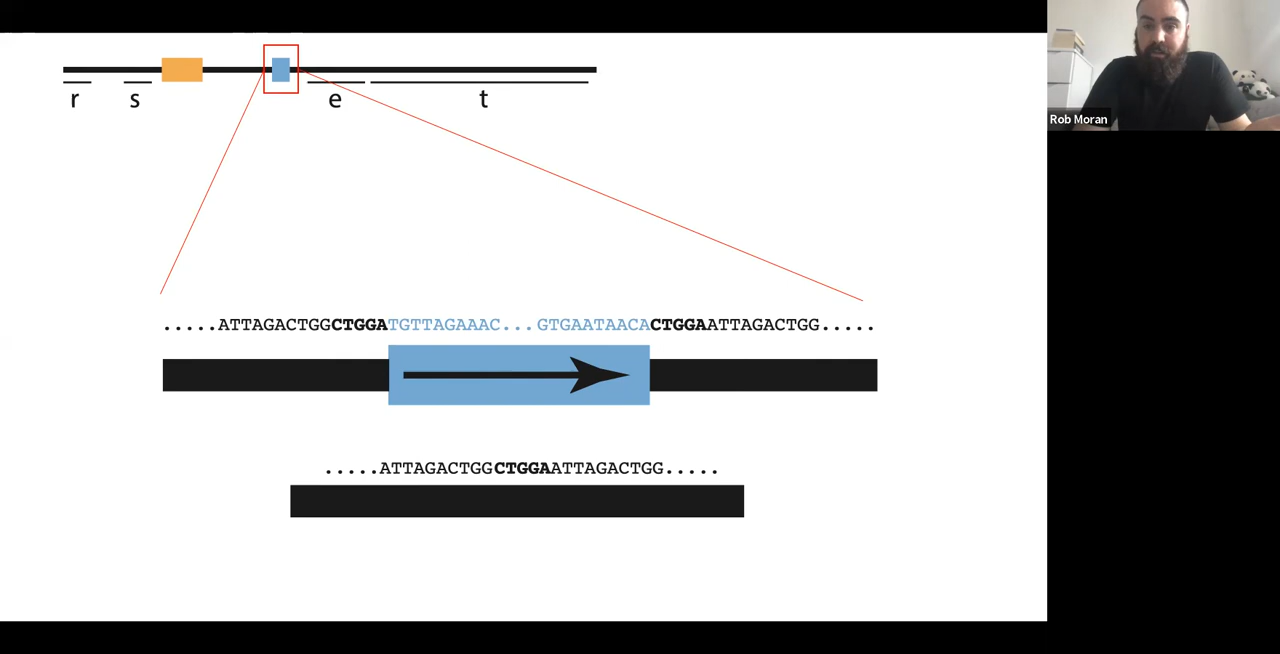 r s e t
Rob Moran
.....ATTAGACTGGCTGGATGTTAGAAAC...GTGAATAACACTGGAATTAGACTGG.....
.....ATTAGACTGGCTGGAATTAGACTGG.....